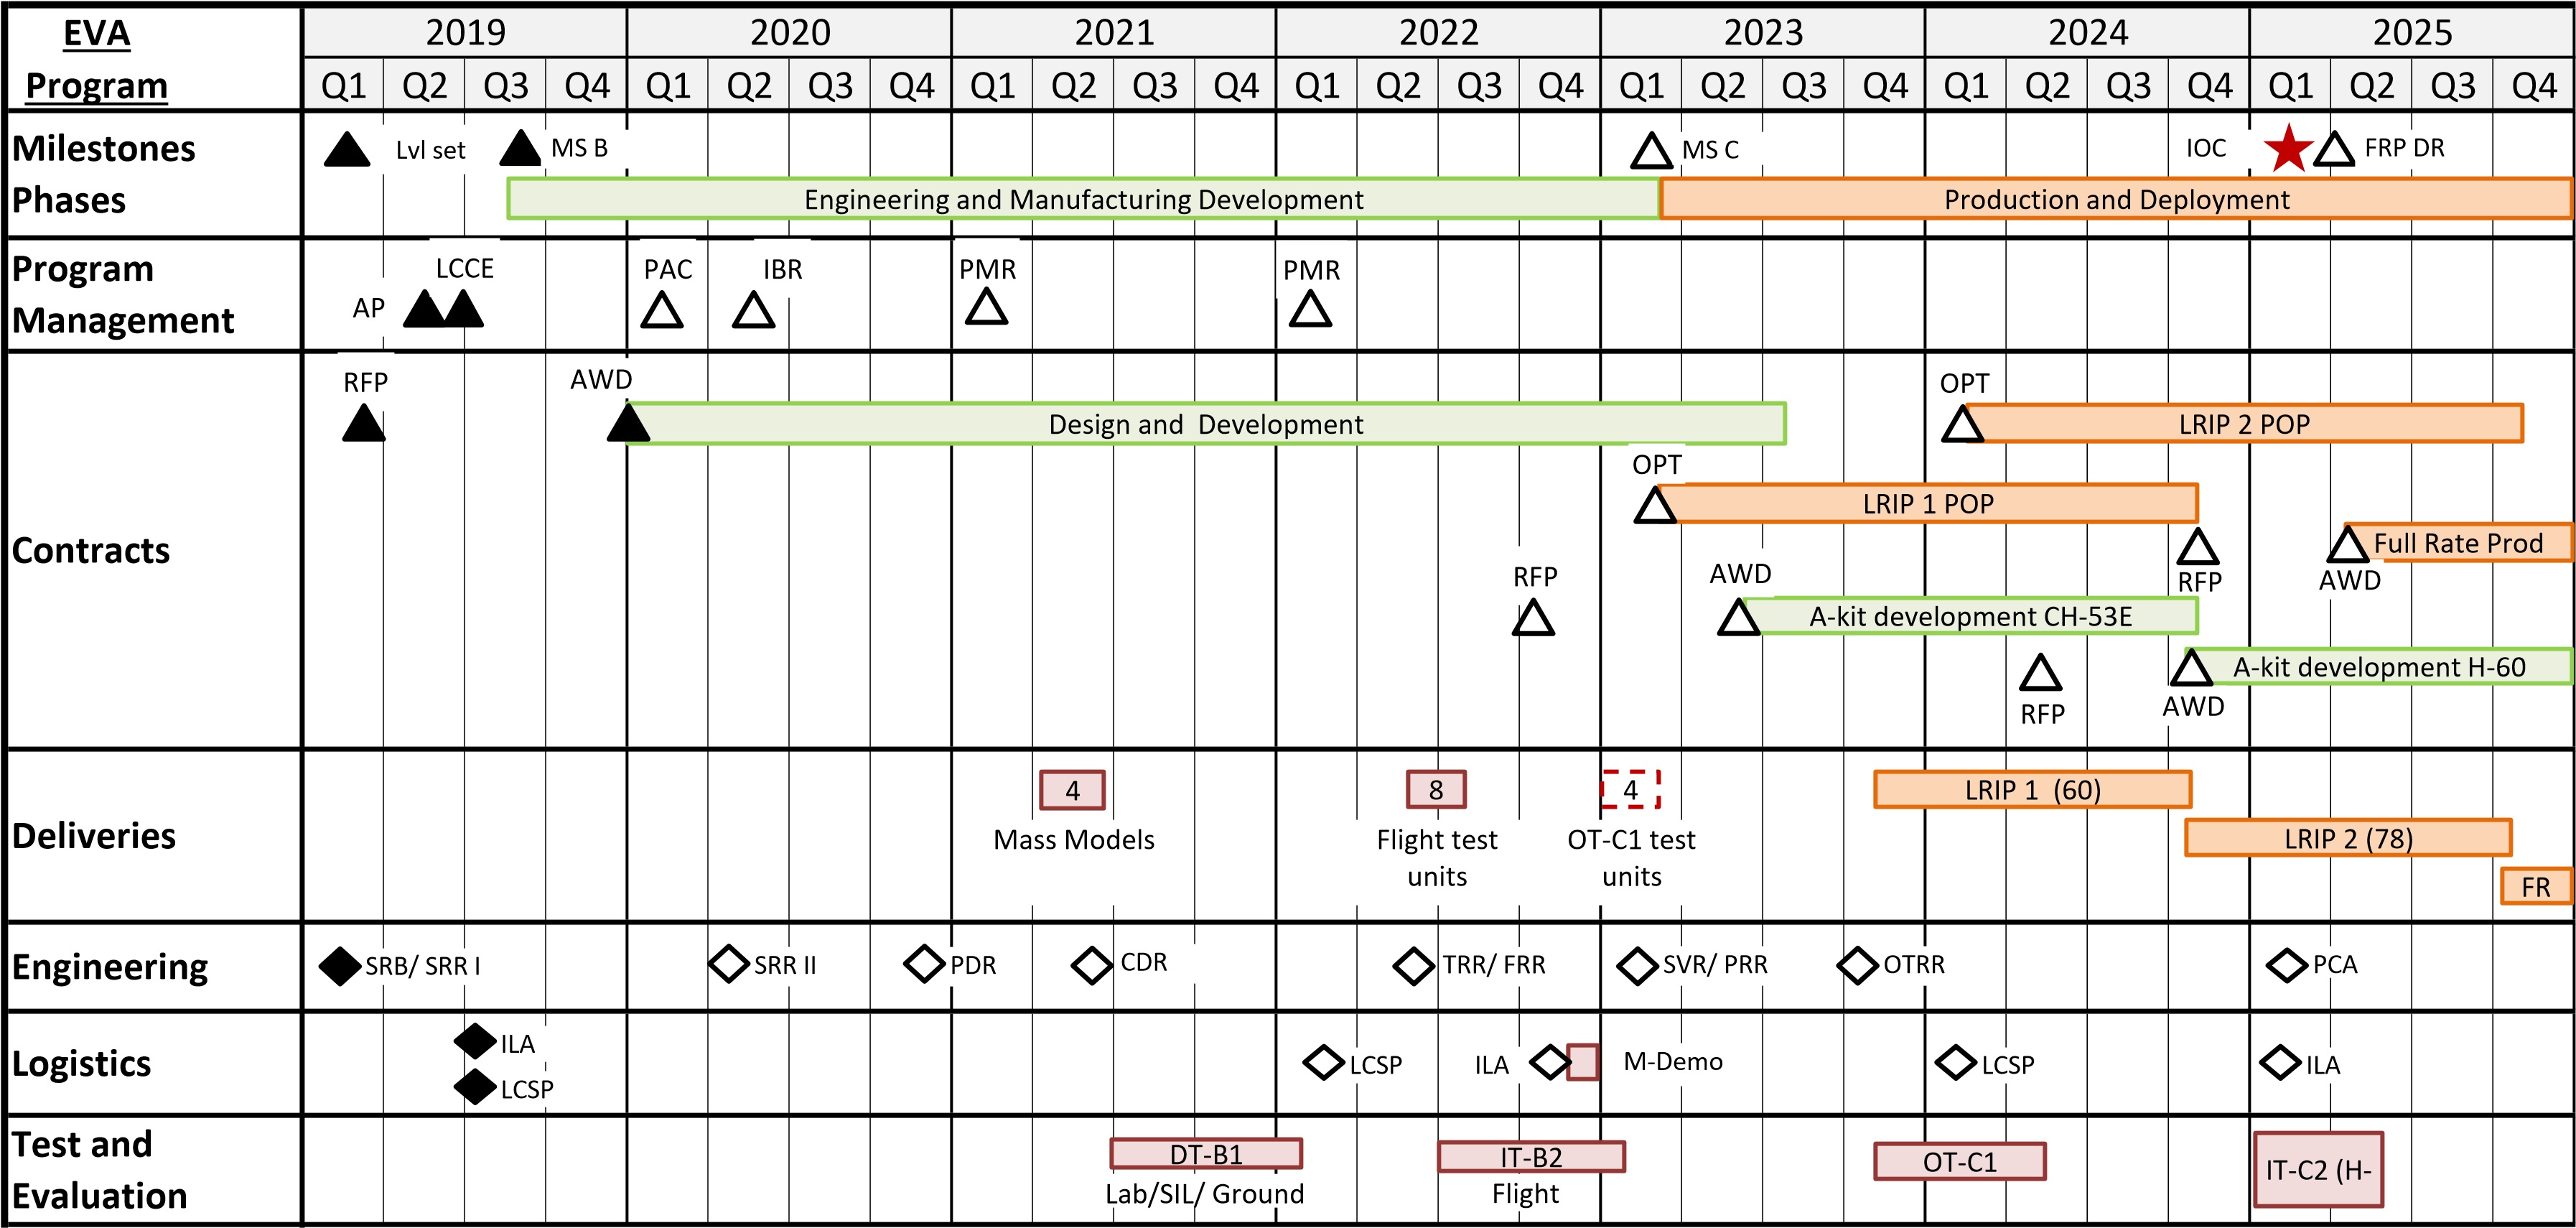 EVA
Program
2019 2020 2021 2022 2023 2024 2025
Q1 Q2 Q3 Q4 Q1 Q2 Q3 Q4 Q1 Q2 Q3 Q4 Q1 Q2 Q3 Q4 Q1 Q2 Q3 Q4 Q1 Q2 Q3 Q4 Q1 Q2 Q3 Q4
Milestones
Phases
Lvl set MS B MS C IOC FRP DR
Engineering and Manufacturing Development Production and Deployment
Program
Management
LCCE PAC IBR PMR PMR
AP
Contracts
RFP AWD OPT
Design and Development LRIP 2 POP
OPT
LRIP 1 POP
Full Rate Prod
RFP AWD RFP AWD
A-kit development CH-53E
A-kit development H-60
RFP AWD
Deliveries
4 8 4 LRIP 1 (60)
Mass Models Flight test OT-C1 test LRIP 2 (78)
units units
FR
Engineering
SRB/ SRR I SRR II PDR CDR TRR/ FRR SVR/ PRR OTRR PCA
Logistics
ILA
LCSP
LCSP ILA M-Demo LCSP ILA
Test and
Evaluation
DT-B1 IT-B2 OT-C1 IT-C2 (H-
Lab/SIL/ Ground Flight